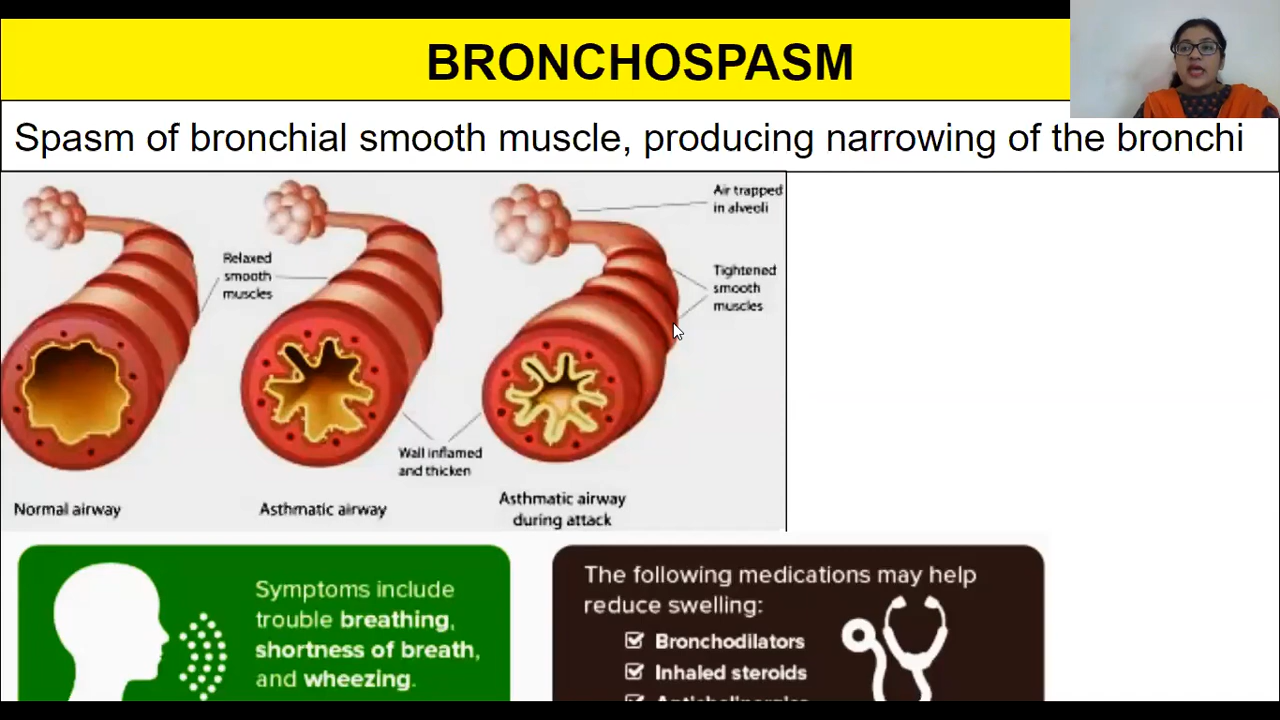 BRONCHOSPASM
Spasm of bronchial smooth muscle, producing narrowing of the bronchi
Air trapped
in alveoli
Relaxed
smooth
muscles
Tightened
smooth
muscles
Wall inflamed
and thicken
Normal airway
Asthmatic airway
Asthmatic airway
during attack
Symptoms include
trouble breathing,
shortness of breath,
and wheezing.
The following medications may help
reduce swelling:
Bronchodilators
Inhaled steroids